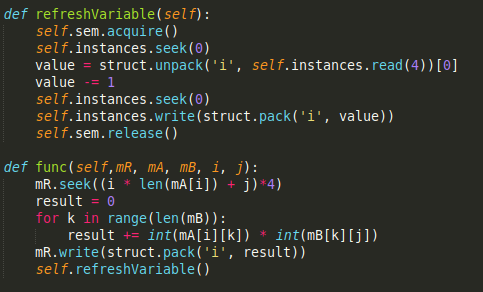 def refreshVariable(self):
    self.sem.acquire()
    self.instances.seek(0)
    value = struct.unpack('i', self.instances.read(4))[0]
    value -= 1
    self.instances.seek(0)
    self.instances.write(struct.pack('i', value))
    self.sem.release()

def func(self,mR, mA, mB, i, j):
    mR.seek((i * len(mA[i]) + j)*4)
    result = 0
    for k in range(len(mB)):
        result += int(mA[i][k]) * int(mB[k][j])
    mR.write(struct.pack('i', result))
    self.refreshVariable()